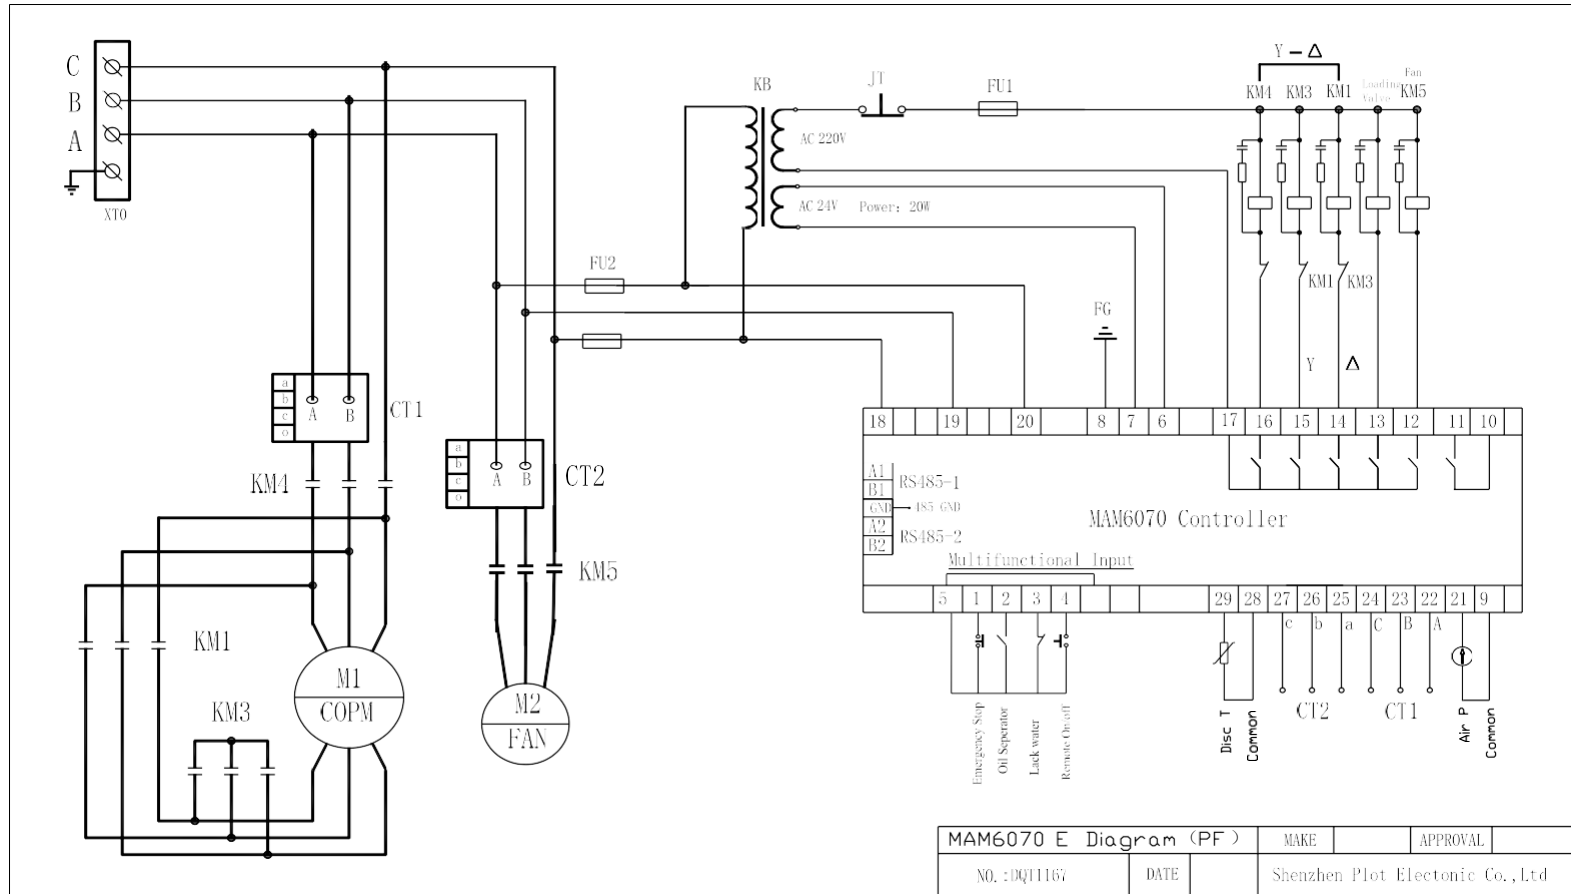 C
B
A
XT0
KB
JT
FU1
Y - Δ
KM4 KM3 KM1 Loading Valve Fan KM5
AC 220V
AC 24V Power: 20W
FU2
KM1 KM3
FG
Y Δ
a
b
c
o
A B
CT1
KM4
a
b
c
o
A B
CT2
KM5
18 19 20 8 7 6 17 16 15 14 13 12 11 10
A1
B1
RS485-1
GND 485 GND
A2
B2
RS485-2
MAM6070 Controller
Multifunctional Input
5 1 2 3 4 29 28 27 26 25 24 23 22 21 9
c b a C B A
KM1
M1
COPM
KM3
M2
FAN
Emergency Stop
Oil Seperator
Lack water
Remote On/off
Disc T
Common
CT2 CT1
Air P
Common
MAM6070 E Diagram (PF) MAKE APPROVAL
NO.:DQT1167 DATE Shenzhen Plot Electonic Co.,Ltd